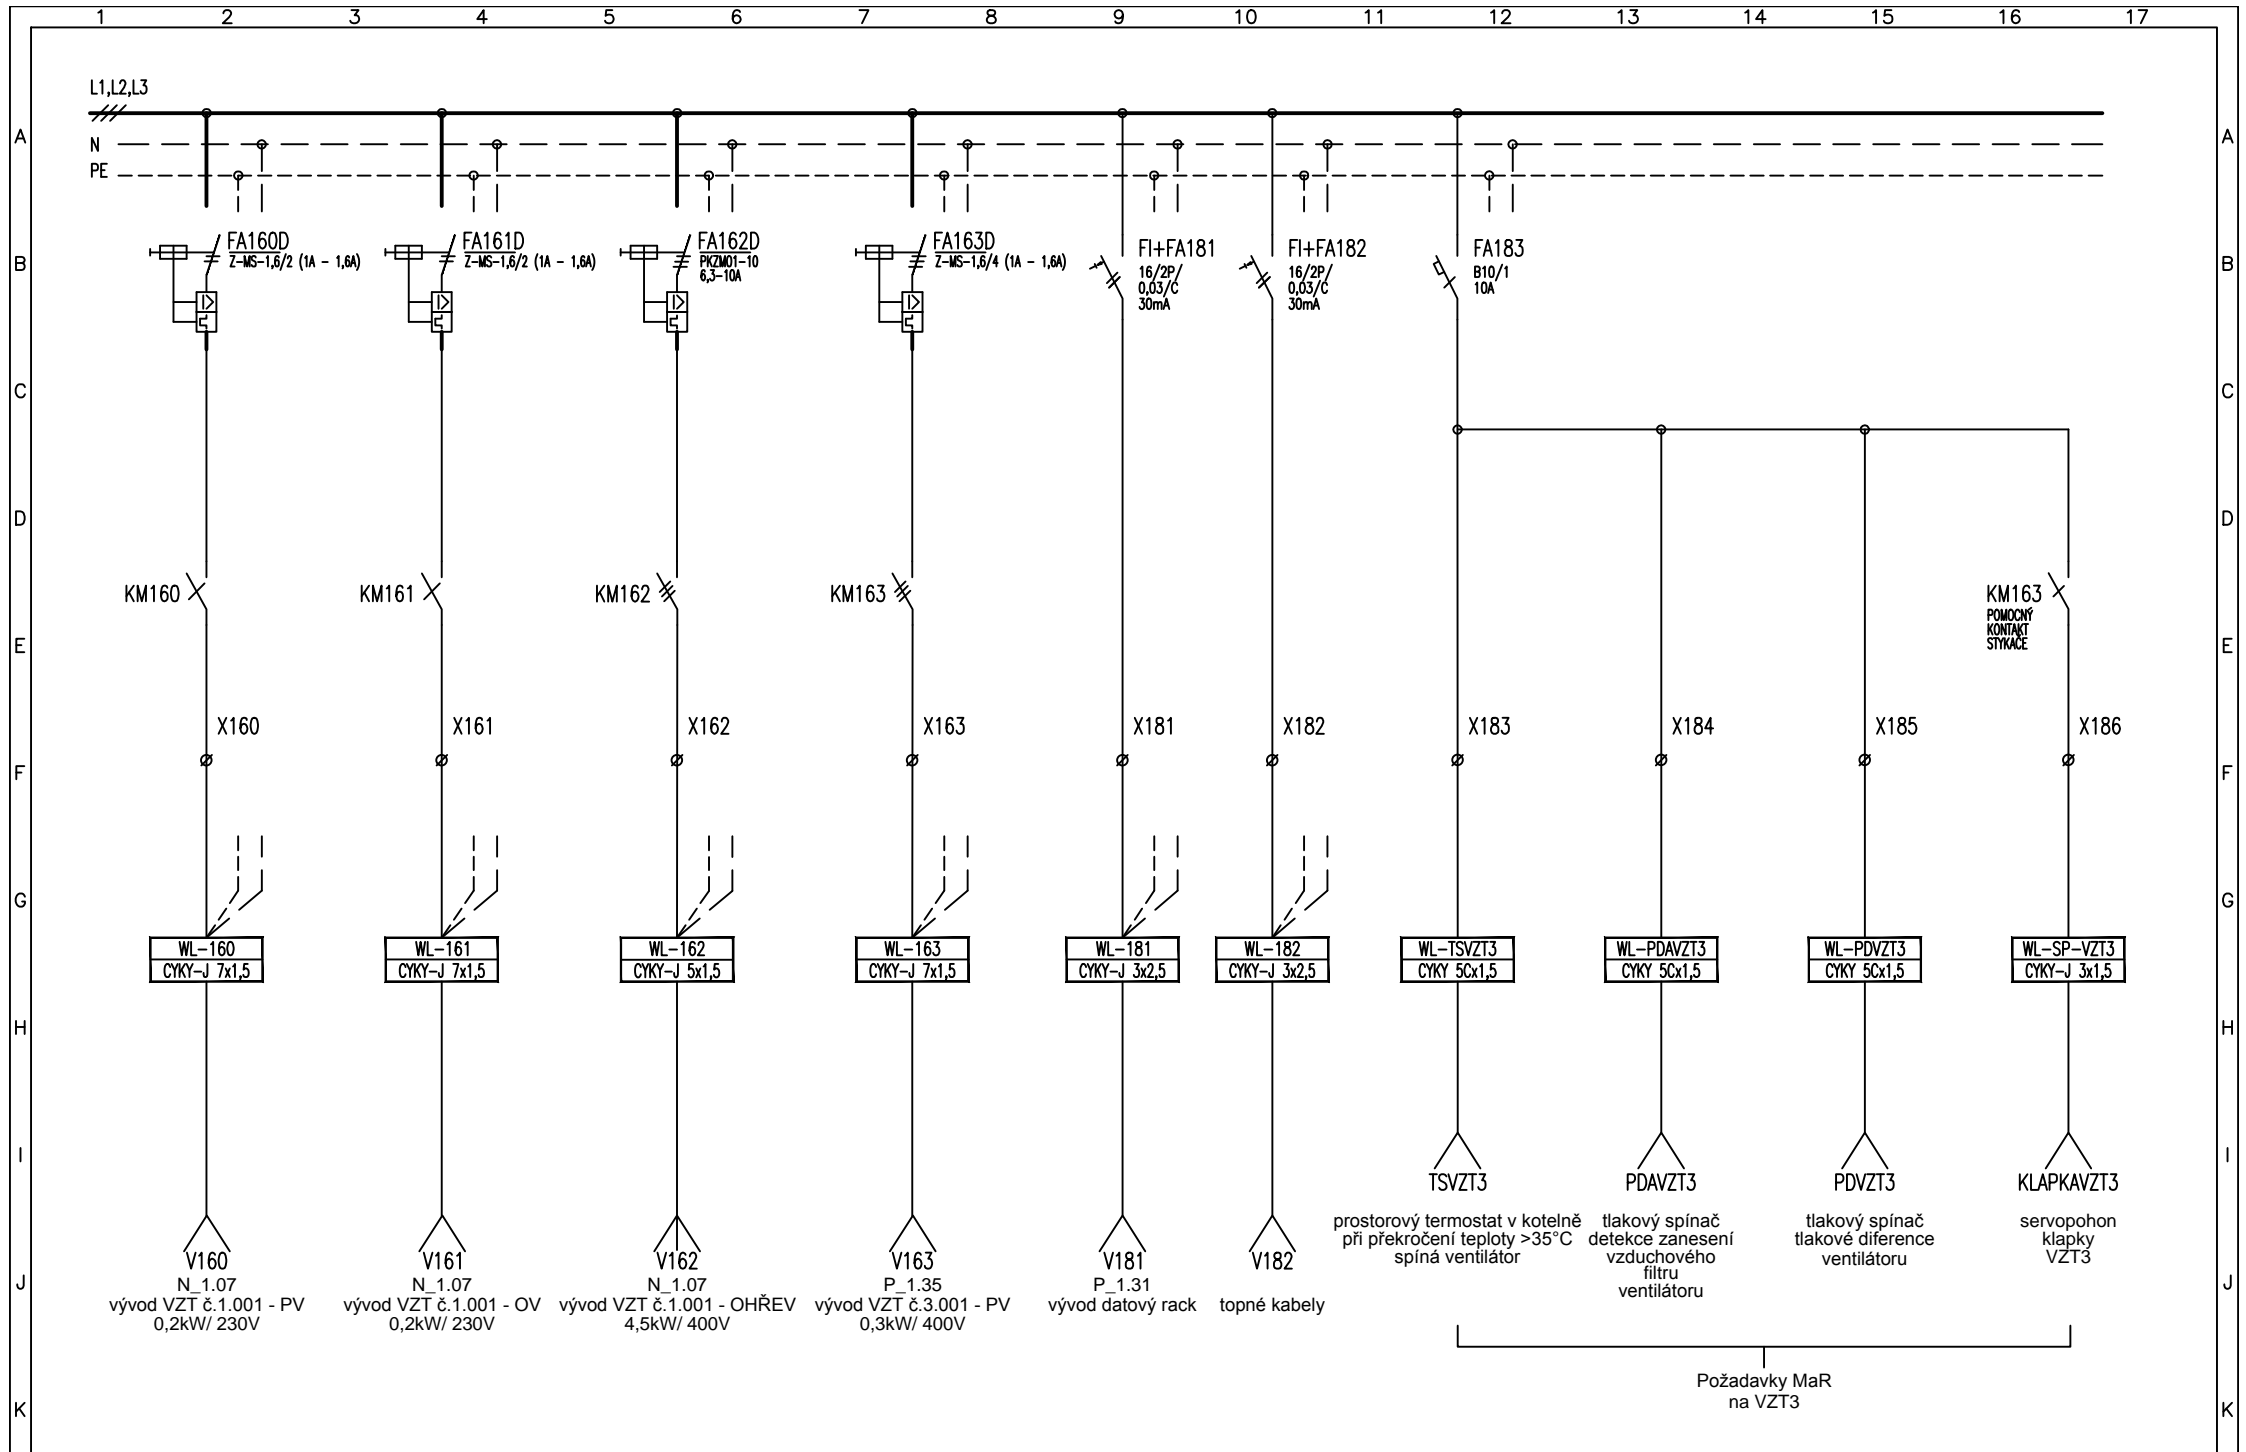 1 2 3 4 5 6 7 8 9 10 11 12 13 14 15 16 17
L1,L2,L3
A N A
PE
B B
FA160D
Z-MS-1,6/2 (1A - 1,6A)
FA161D
Z-MS-1,6/2 (1A - 1,6A)
FA162D
PKZM01-10
6,3-10A
FA163D
Z-MS-1,6/4 (1A - 1,6A)
FI+FA181
16/2P/
0,03/C
30mA
FI+FA182
16/2P/
0,03/C
30mA
FA183
B10/1
10A
C C
D D
KM160 KM161 KM162 KM163 KM163
POMOCNÝ
KONTAKT
STYKAČE
E E
X160 X161 X162 X163 X181 X182 X183 X184 X185 X186
F F
G G
WL-160
CYKY-J 7x1,5
WL-161
CYKY-J 7x1,5
WL-162
CYKY-J 5x1,5
WL-163
CYKY-J 7x1,5
WL-181
CYKY-J 3x2,5
WL-182
CYKY-J 3x2,5
WL-TSVZT3
CYKY 5Cx1,5
WL-PDAVZT3
CYKY 5Cx1,5
WL-PDVZT3
CYKY 5Cx1,5
WL-SP-VZT3
CYKY-J 3x1,5
H H
I I
V160
N_1.07
vývod VZT č.1.001 - PV
0,2kW/ 230V
V161
N_1.07
vývod VZT č.1.001 - OV
0,2kW/ 230V
V162
N_1.07
vývod VZT č.1.001 - OHŘEV
4,5kW/ 400V
V163
P_1.35
vývod VZT č.3.001 - PV
0,3kW/ 400V
V181
P_1.31
vývod datový rack
V182
topné kabely
TSVZT3
prostorový termostat v kotelně
při překročení teploty >35°C
spíná ventilátor
PDAVZT3
tlakový spínač
detekce zanesení
vzduchového
filtru
ventilátoru
PDVZT3
tlakový spínač
tlakové diference
ventilátoru
KLAPKAVZT3
servopohon
klapky
VZT3
J J
Požadavky MaR
na VZT3
K K